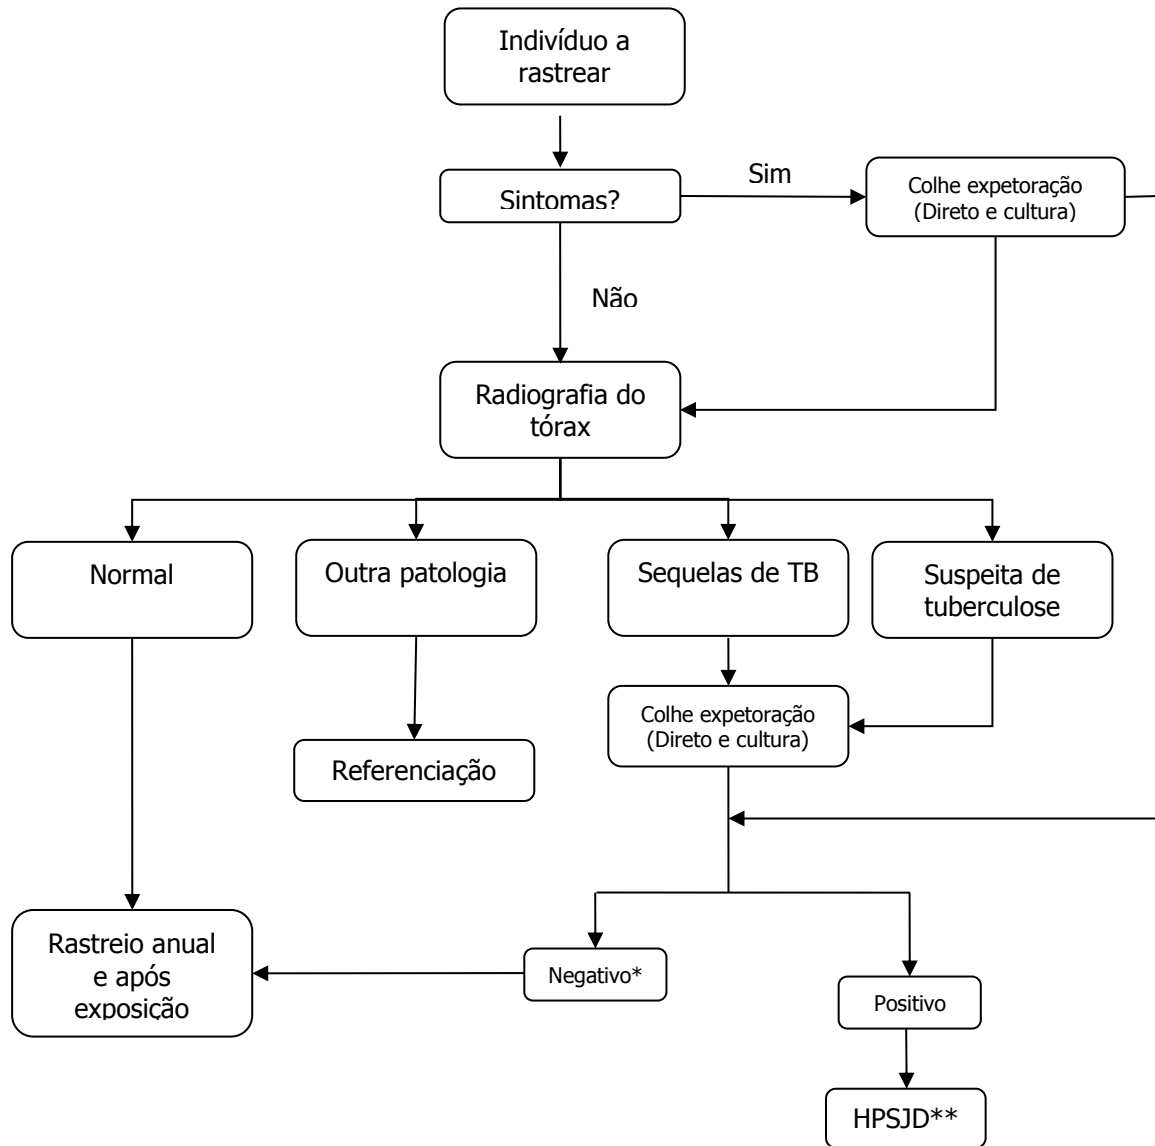 Indivíduo a
rastrear
Sintomas?
Sim
Colhe expetoração
(Direto e cultura)
Não
Radiografia do
tórax
Normal
Outra patologia
Sequelas de TB
Suspeita de
tuberculose
Colhe expetoração
(Direto e cultura)
Referenciação
Rastreio anual
e após
exposição
Negativo*
Positivo
HPSJD**